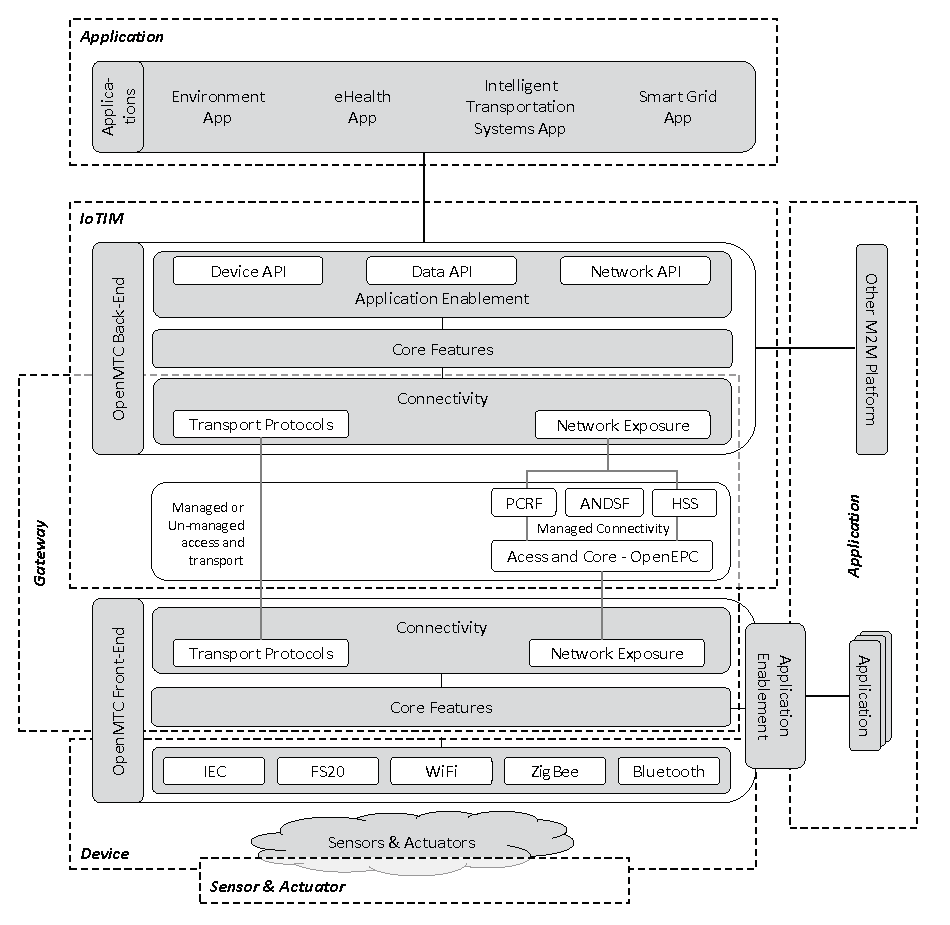 Application
Applica-
tions
Environment
App
eHealth
App
Intelligent
Transportation
Systems App
Smart Grid
App
IoTIM
OpenMTC Back-End
Device API
Data API
Network API
Application Enablement
Core Features
Connectivity
Transport Protocols
Network Exposure
Other M2M Platform
Managed or
Un-managed
access and
transport
PCRF
ANDSF
HSS
Managed Connectivity
Acess and Core - OpenEPC
Gateway
Application
OpenMTC Front-End
Connectivity
Transport Protocols
Network Exposure
Core Features
Application
Enablement
Application
IEC
FS20
WiFi
ZigBee
Bluetooth
Sensors & Actuators
Device
Sensor & Actuator